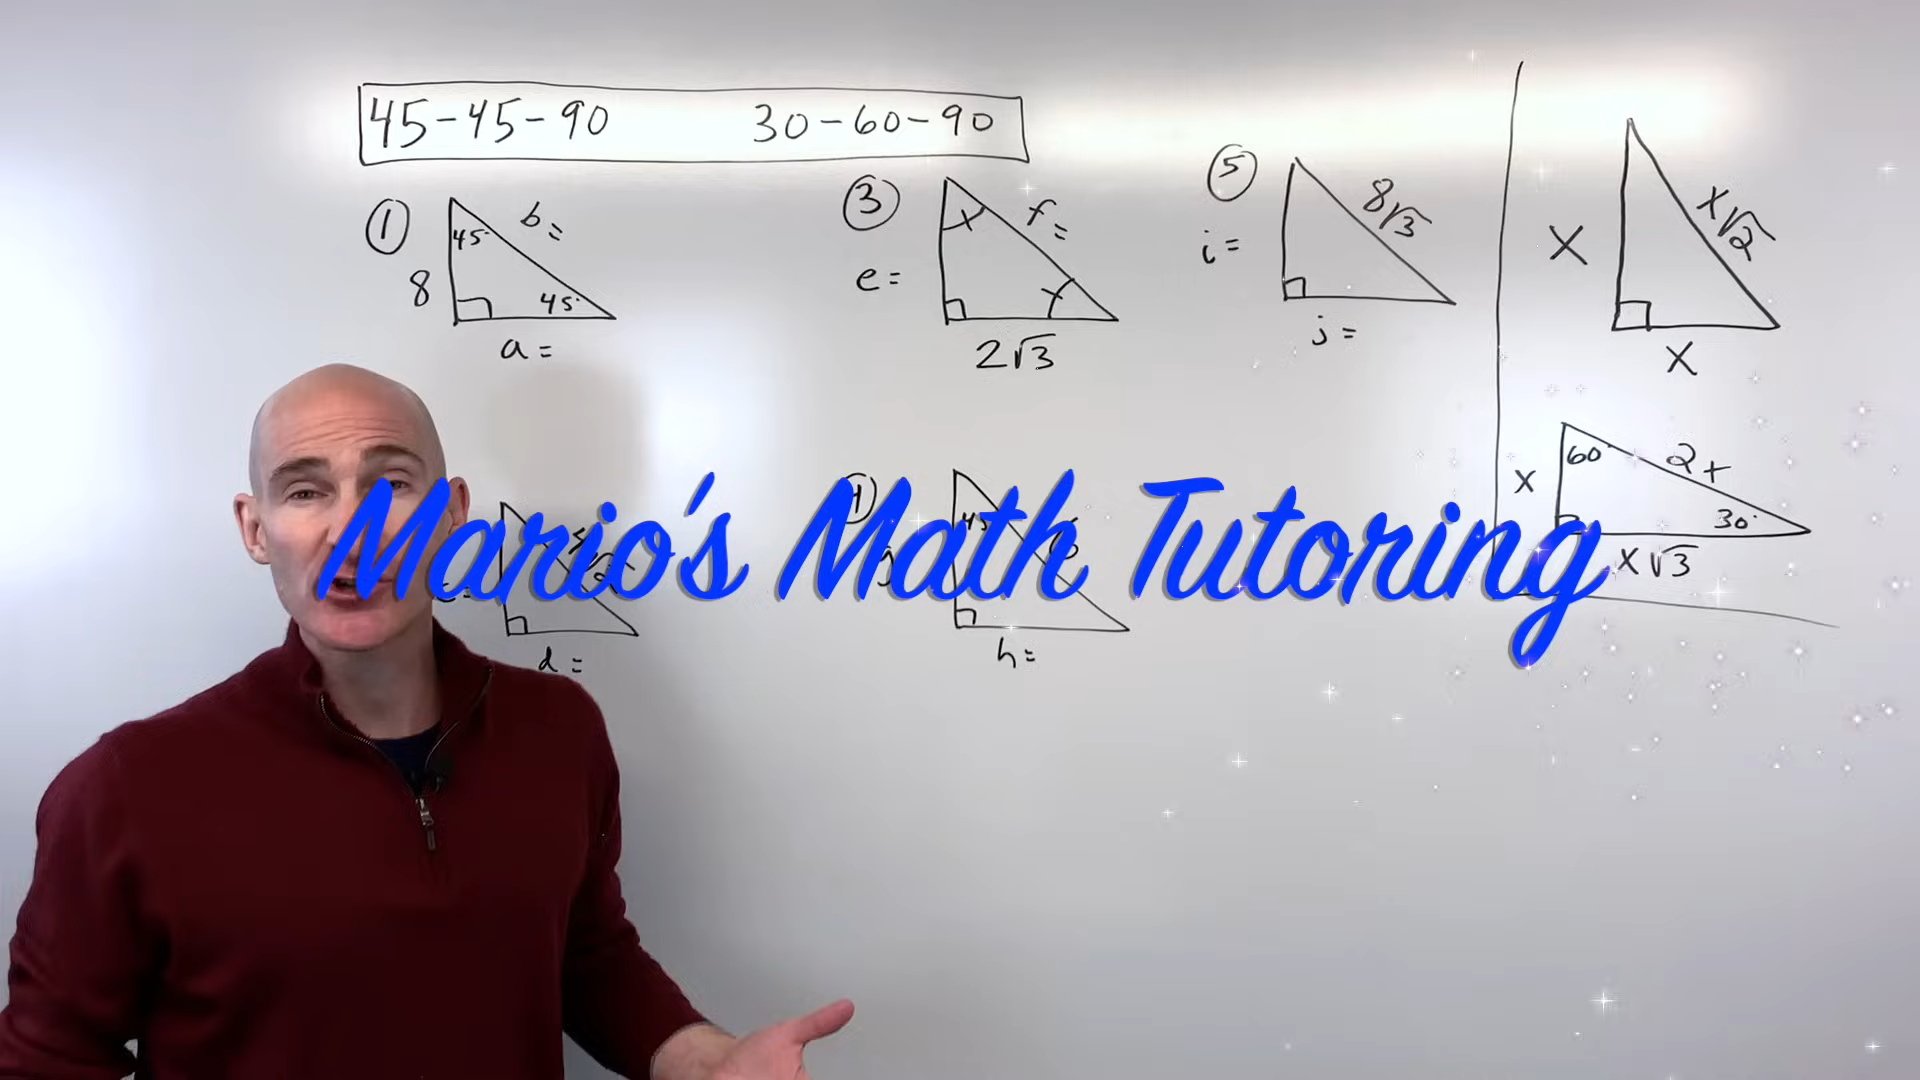 45-45-90 30-60-90
①
45°
8
45°
b =
a =
③
e =
f =
2√3
⑤
i =
8√3
j =
x
x√2
x
Mario's Math Tutoring
d =
45
h =
60
x
2x
30°
x√3